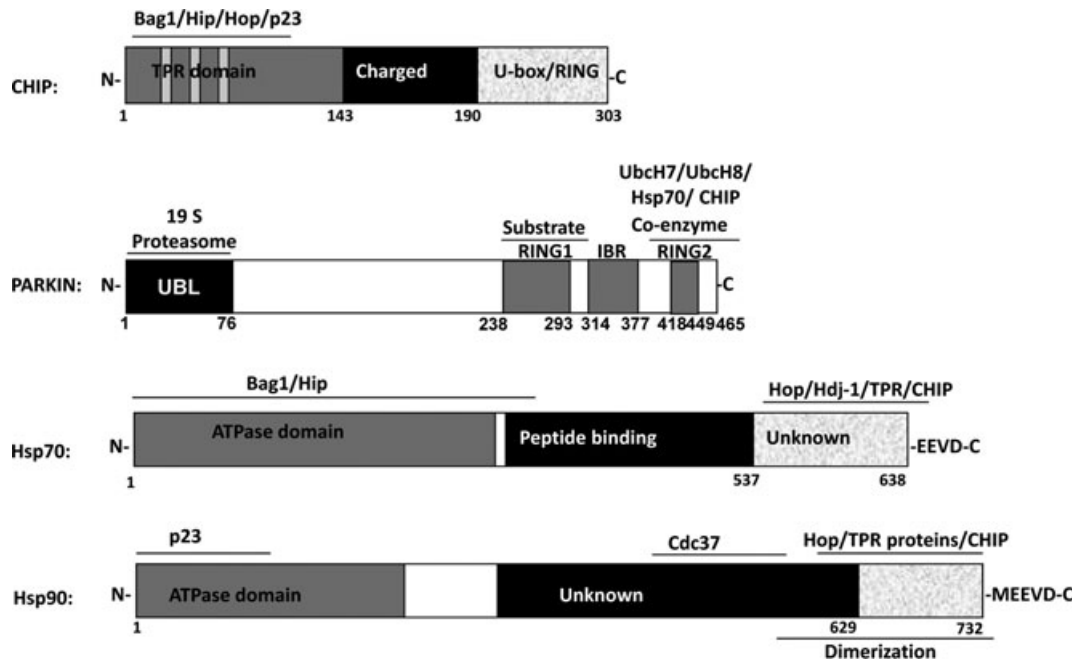 Bag1/Hip/Hop/p23
CHIP: N- TPR domain Charged U-box/RING -C
1 143 190 303
UbcH7/UbcH8/
Hsp70/ CHIP
19 S Substrate Co-enzyme
Proteasome RING1 IBR RING2
PARKIN: N- UBL -C
1 76 238 293 314 377 418 449 465
Bag1/Hip Hop/Hdj-1/TPR/CHIP
Hsp70: N- ATPase domain Peptide binding Unknown -EEVD-C
1 537 638
p23 Cdc37 Hop/TPR proteins/CHIP
Hsp90: N- ATPase domain Unknown -MEEVD-C
1 629 732
Dimerization